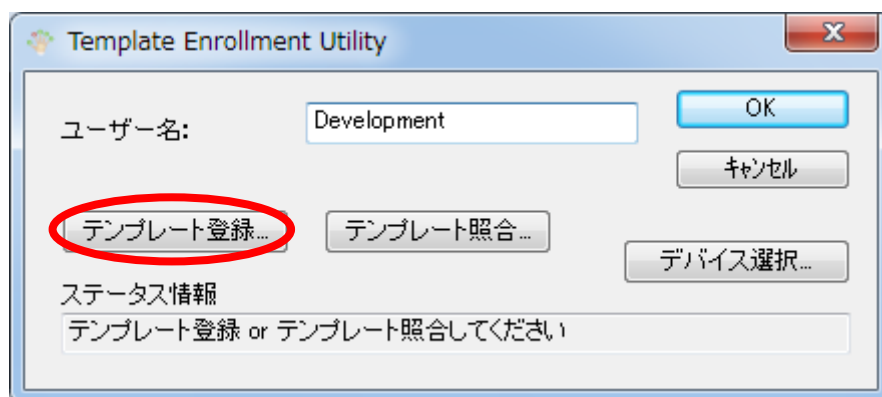 Template Enrollment Utility
ユーザー名:
Development
OK
キャンセル
テンプレート登録...
テンプレート照合...
デバイス選択...
ステータス情報
テンプレート登録 or テンプレート照合してください